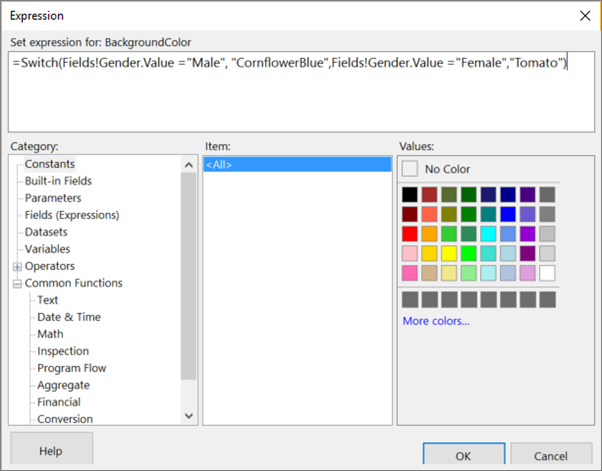 Expression
Set expression for: BackgroundColor
=Switch(Fields!Gender.Value ="Male", "CornflowerBlue",Fields!Gender.Value ="Female","Tomato")
Category:
Item:
Values:
Constants
Built-in Fields
Parameters
Fields (Expressions)
Datasets
Variables
Operators
Common Functions
Text
Date & Time
Math
Inspection
Program Flow
Aggregate
Financial
Conversion
<All>
No Color
More colors...
Help
OK
Cancel